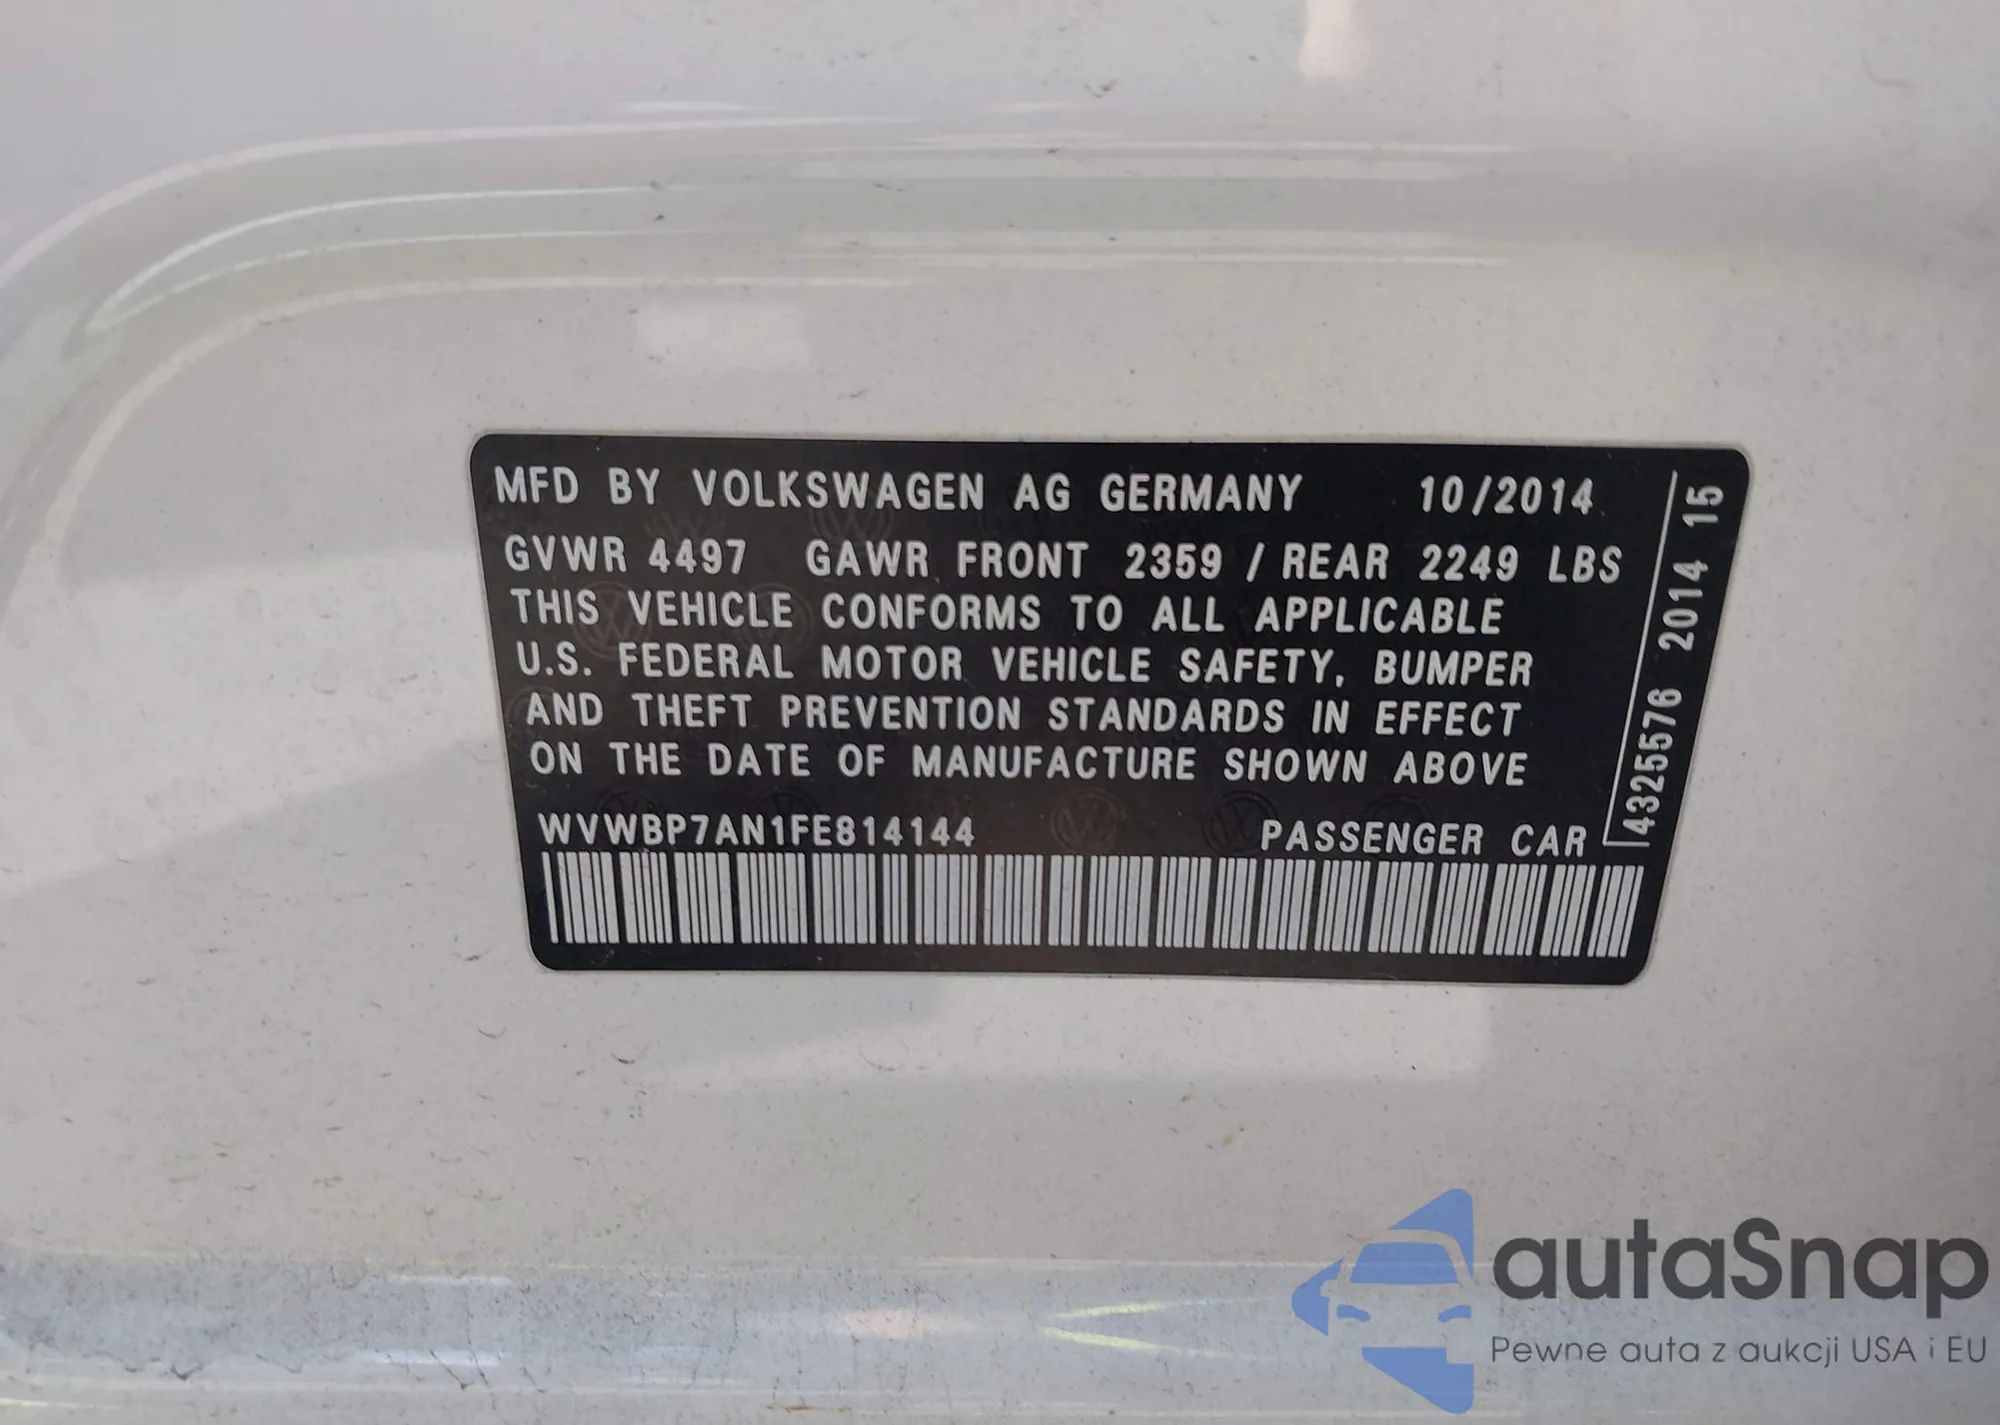 MFD BY VOLKSWAGEN AG GERMANY 10/2014
GVWR 4497 GAWR FRONT 2359 / REAR 2249 LBS
THIS VEHICLE CONFORMS TO ALL APPLICABLE
U.S. FEDERAL MOTOR VEHICLE SAFETY, BUMPER
AND THEFT PREVENTION STANDARDS IN EFFECT
ON THE DATE OF MANUFACTURE SHOWN ABOVE
WVWBP7AN1FE814144 PASSENGER CAR
4325576 2014 15
autaSnap
Pewne auta z aukcji USA i EU